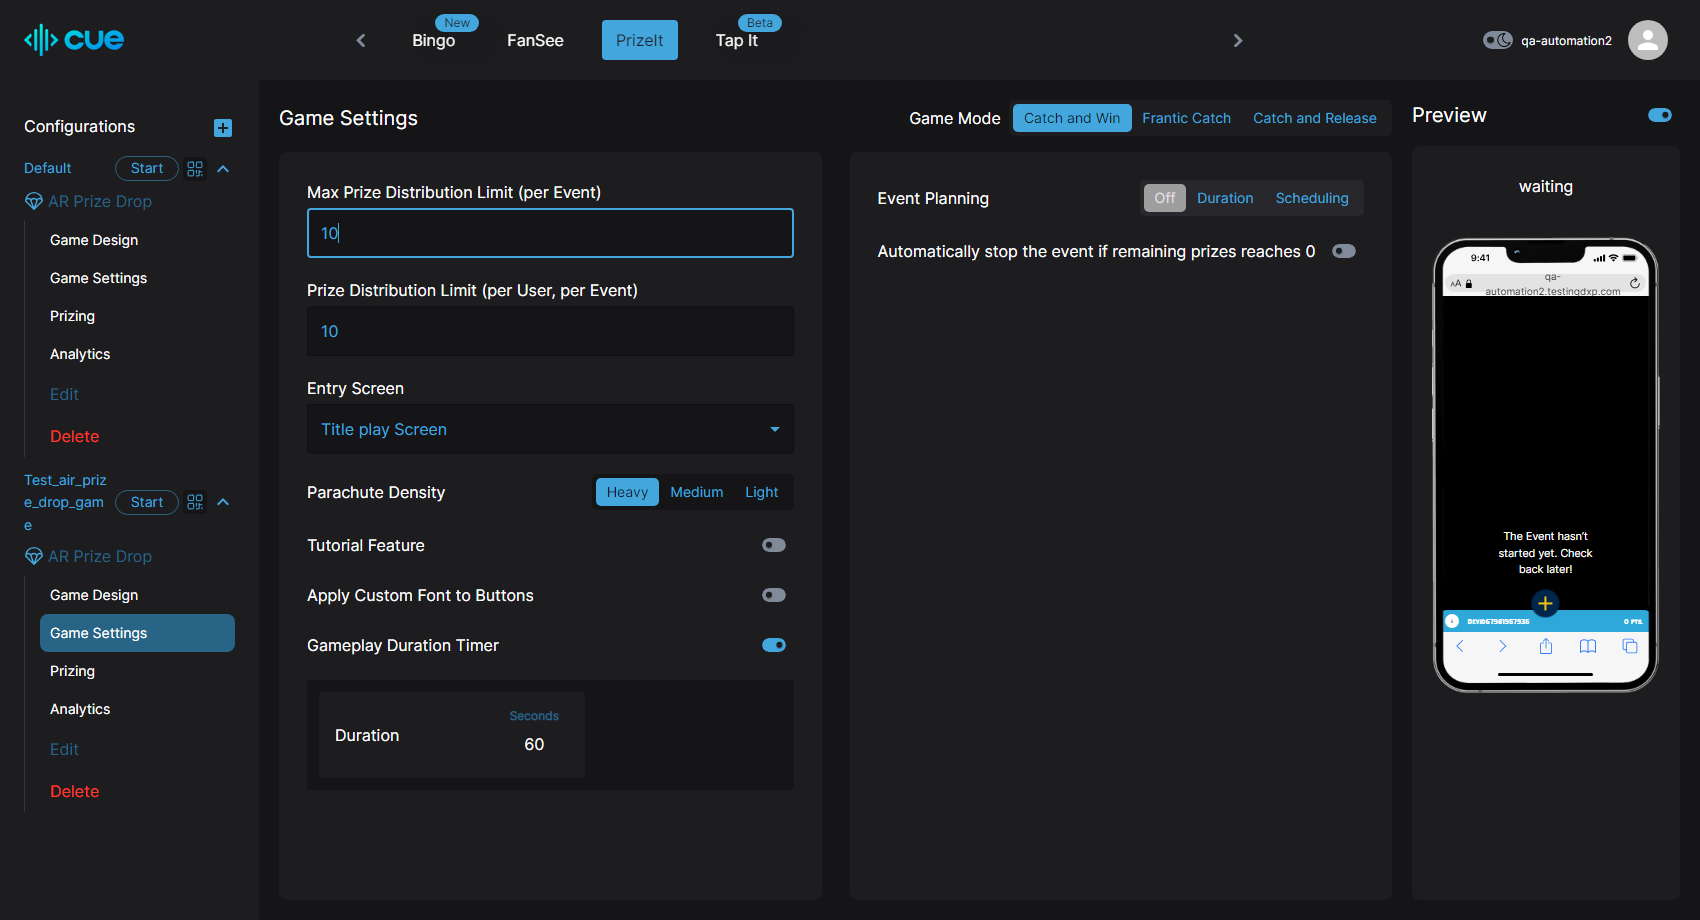 cue
New
Bingo
FanSee
PrizeIt
Beta
Tap It
qa-automation2
Configurations
Default
Start
AR Prize Drop
Game Design
Game Settings
Prizing
Analytics
Edit
Delete
Test_air_priz
e_drop_gam
e
Start
AR Prize Drop
Game Design
Game Settings
Prizing
Analytics
Edit
Delete
Game Settings
Game Mode
Catch and Win
Frantic Catch
Catch and Release
Max Prize Distribution Limit (per Event)
10
Prize Distribution Limit (per User, per Event)
10
Entry Screen
Title play Screen
Parachute Density
Heavy
Medium
Light
Tutorial Feature
Apply Custom Font to Buttons
Gameplay Duration Timer
Duration
Seconds
60
Event Planning
Off
Duration
Scheduling
Automatically stop the event if remaining prizes reaches 0
Preview
waiting
9:41
AA
qa-
automation2.testingdxp.com
The Event hasn't
started yet. Check
back later!
0 PTS.